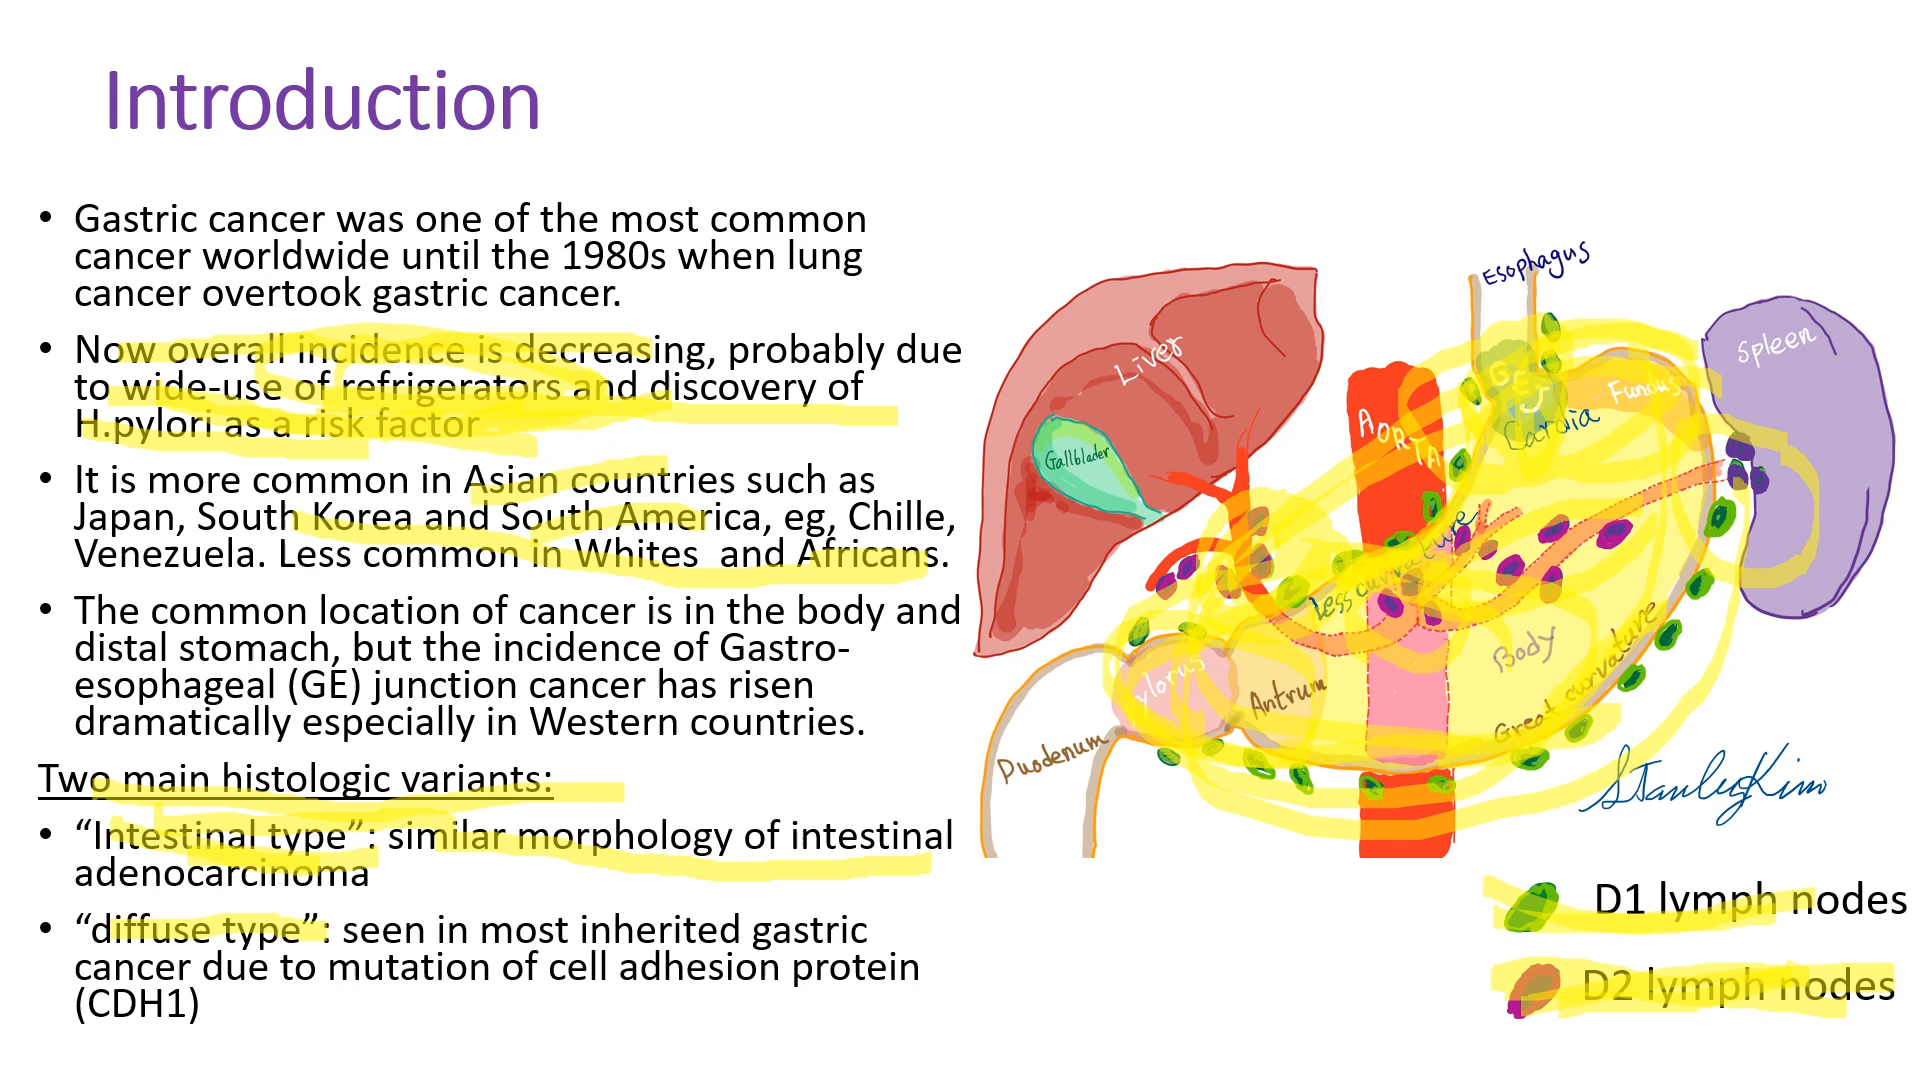 Introduction
• Gastric cancer was one of the most common
cancer worldwide until the 1980s when lung
cancer overtook gastric cancer.
• Now overall incidence is decreasing, probably due
to wide-use of refrigerators and discovery of
H.pylori as a risk factor
• It is more common in Asian countries such as
Japan, South Korea and South America, eg, Chille,
Venezuela. Less common in Whites and Africans.
• The common location of cancer is in the body and
distal stomach, but the incidence of Gastro-
esophageal (GE) junction cancer has risen
dramatically especially in Western countries.
Two main histologic variants:
• “Intestinal type”: similar morphology of intestinal
adenocarcinoma
• “diffuse type”: seen in most inherited gastric
cancer due to mutation of cell adhesion protein
(CDH1)
Esophagus
Liver
Spleen
GEJ
Fundus
Cardia
AORTA
Gallblader
Less curvature
Body
Pylorus
Antrum
Great curvature
Duodenum
StanleyKim
D1 lymph nodes
D2 lymph nodes